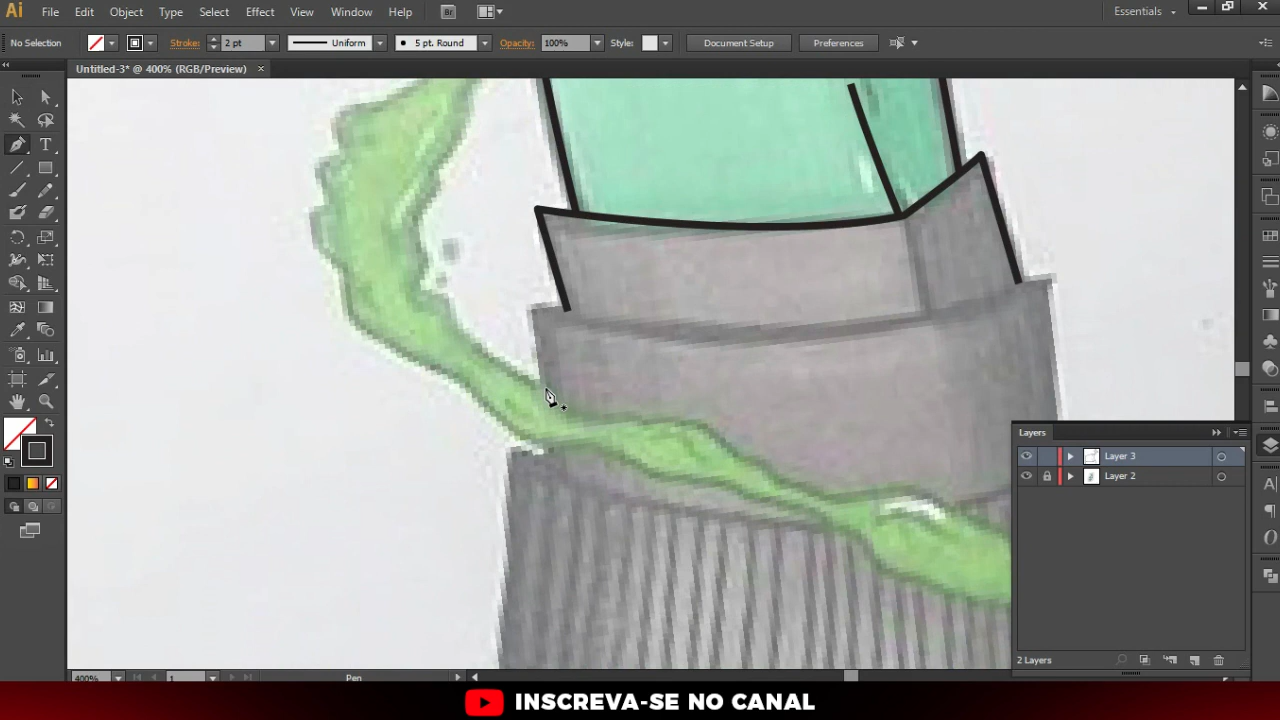 Ai File Edit Object Type Select Effect View Window Help Br Essentials
No Selection Stroke: 2 pt Uniform 5 pt. Round Opacity: 100% Style: Document Setup Preferences
Untitled-3* @ 400% (RGB/Preview) ×
Layers
Layer 3
Layer 2
2 Layers
400% 1 Pen
INSCREVA-SE NO CANAL